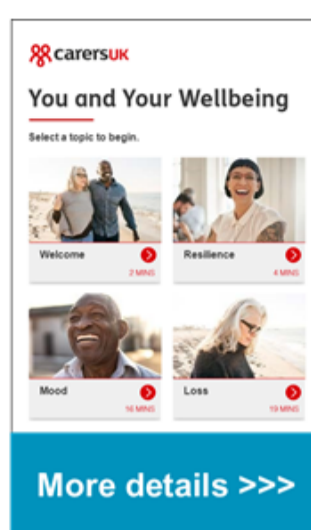 carersuk
You and Your Wellbeing
Select a topic to begin.
Welcome
2 MINS
Resilience
4 MINS
Mood
16 MINS
Loss
19 MINS
More details >>>